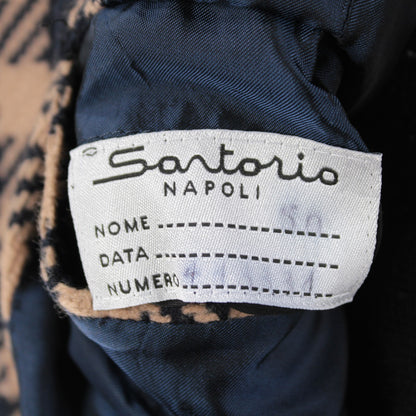 Sartorio
NAPOLI
NOME
DATA
NUMERO